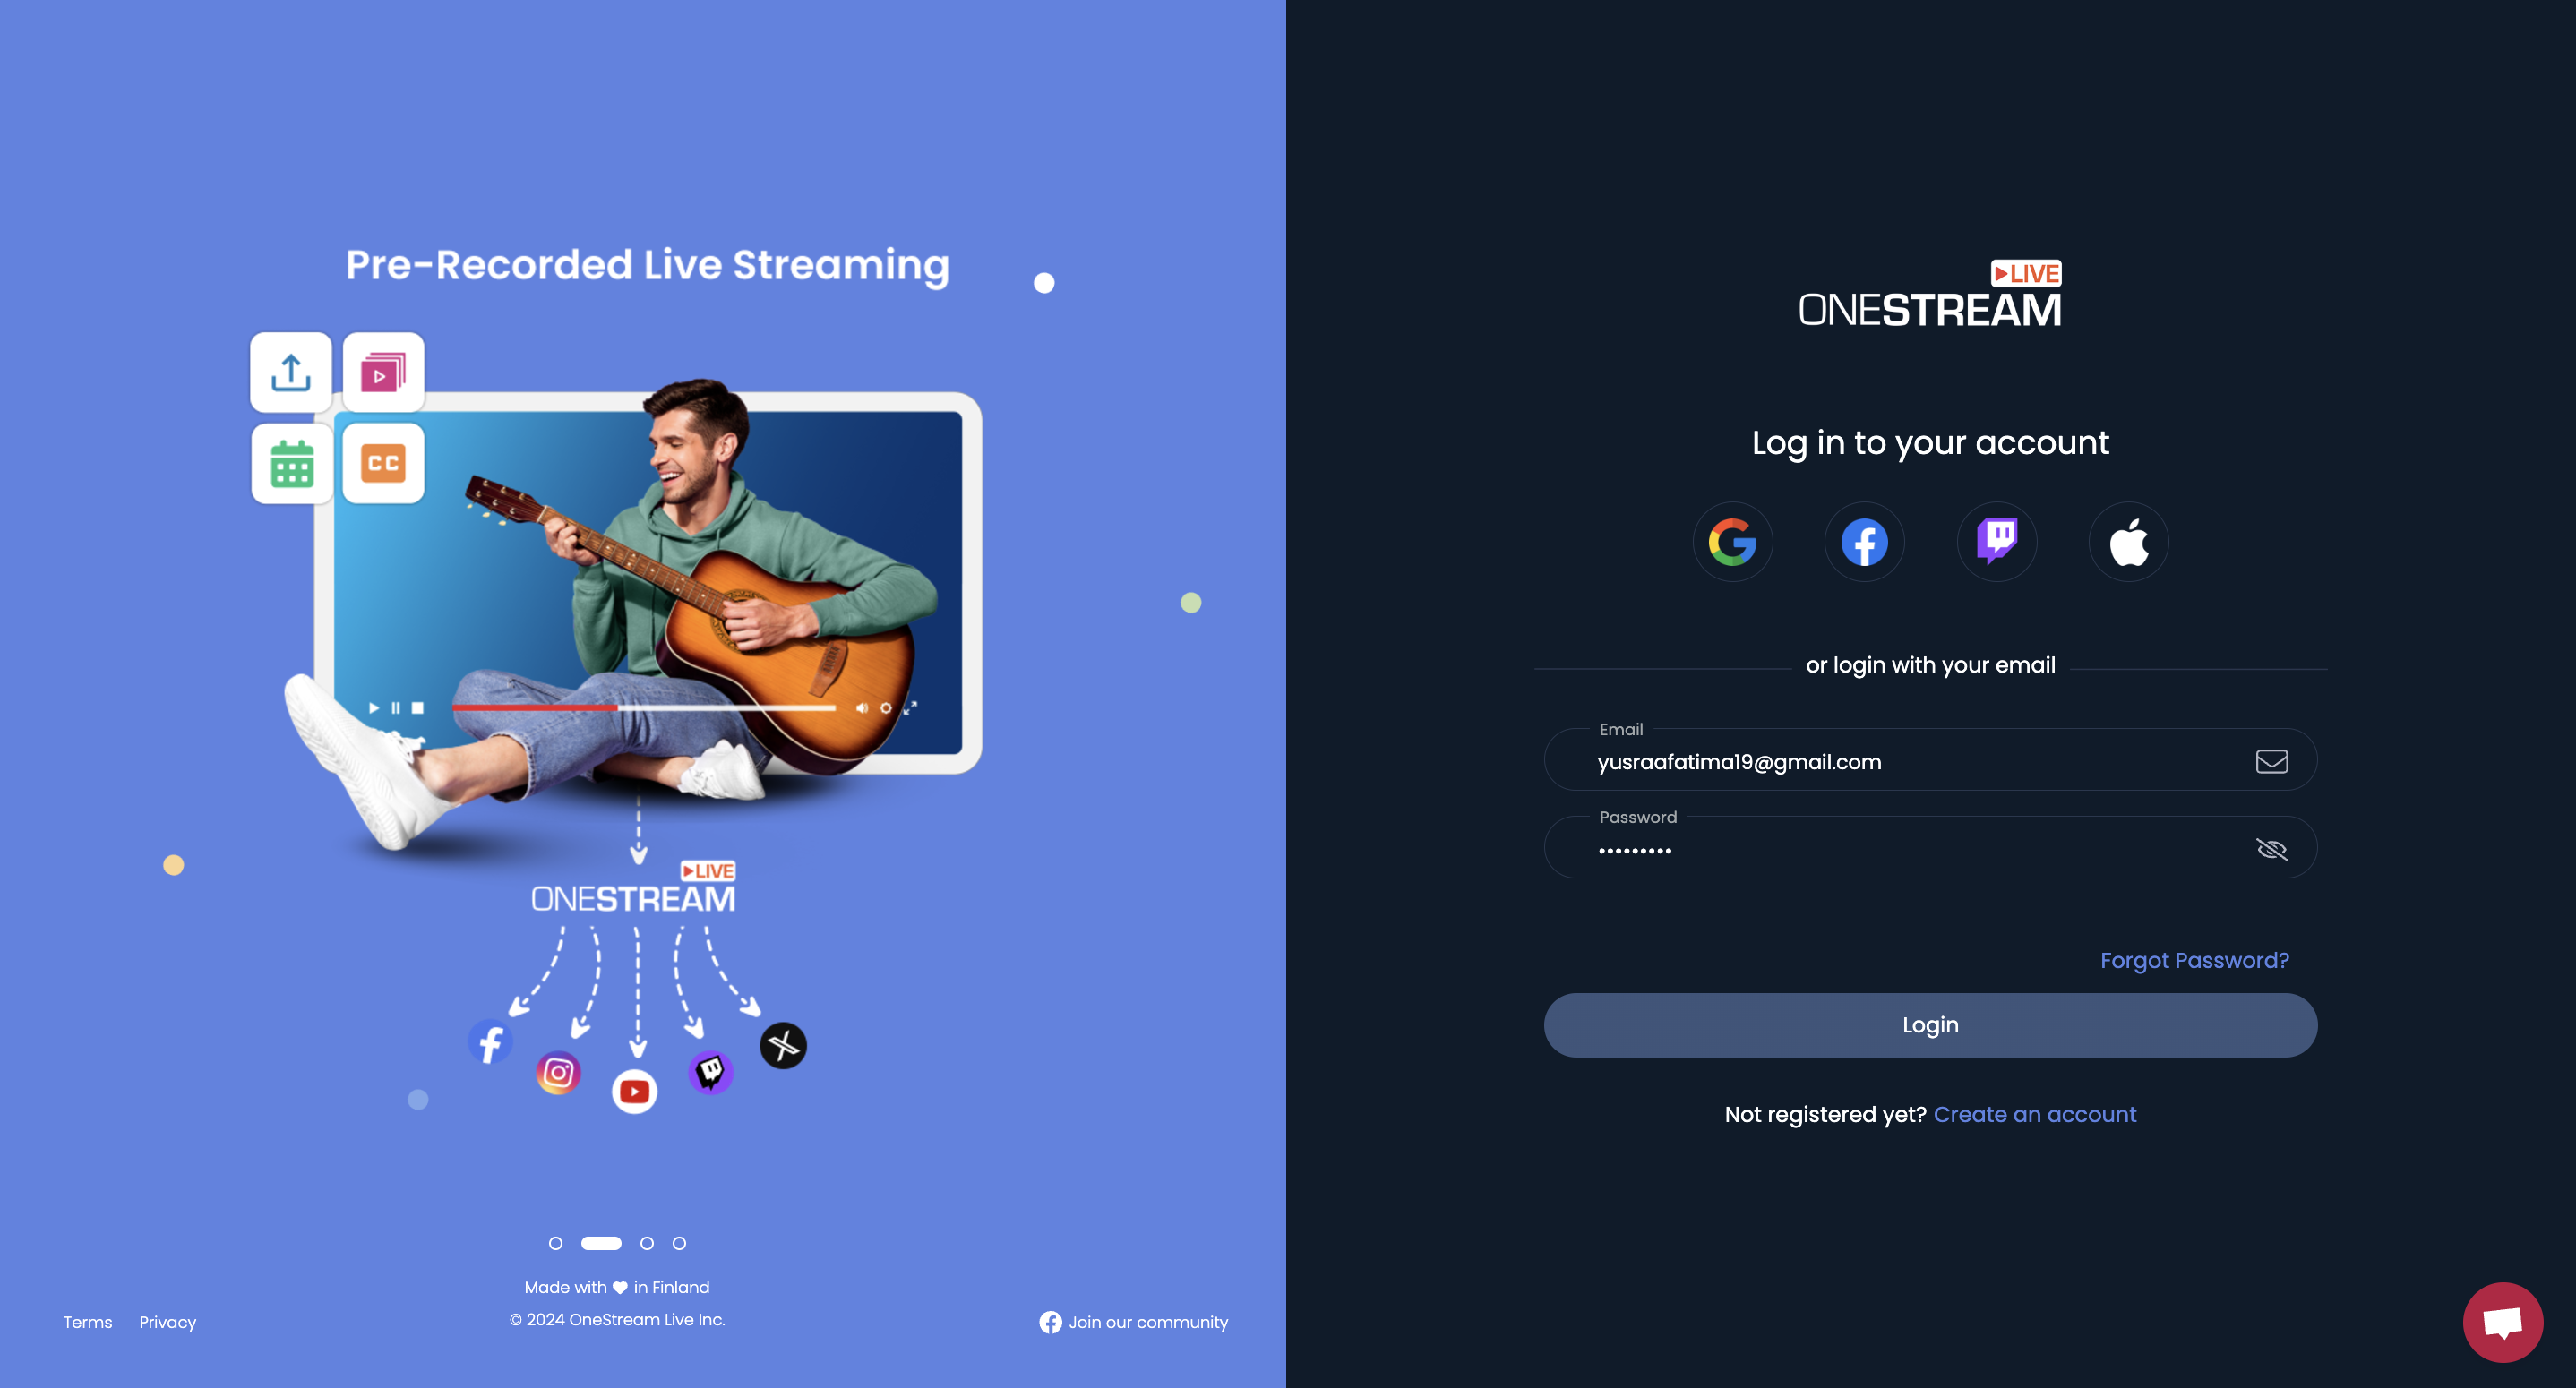 Pre-Recorded Live Streaming
CC
LIVE
ONESTREAM
Made with in Finland
© 2024 OneStream Live Inc.
Terms
Privacy
Join our community
LIVE
ONESTREAM
Log in to your account
or login with your email
Email
yusraafatima19@gmail.com
Password
•••••••••
Forgot Password?
Login
Not registered yet? Create an account